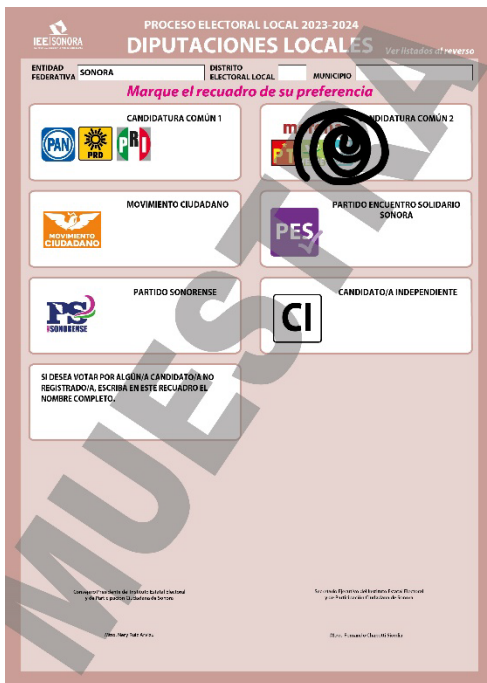 IEE|SONORA
PROCESO ELECTORAL LOCAL 2023-2024
DIPUTACIONES LOCALES
Ver listados al reverso
ENTIDAD FEDERATIVA SONORA
DISTRITO ELECTORAL LOCAL
MUNICIPIO
Marque el recuadro de su preferencia
CANDIDATURA COMÚN 1
PAN PRD PRI
CANDIDATURA COMÚN 2
MOVIMIENTO CIUDADANO
MOVIMIENTO
CIUDADANO
PARTIDO ENCUENTRO SOLIDARIO
SONORA
PES
PARTIDO SONORENSE
PS
SONORENSE
CANDIDATO/A INDEPENDIENTE
CI
SI DESEA VOTAR POR ALGÚN/A CANDIDATO/A NO
REGISTRADO/A, ESCRIBA EN ESTE RECUADRO EL
NOMBRE COMPLETO.
MUESTRA